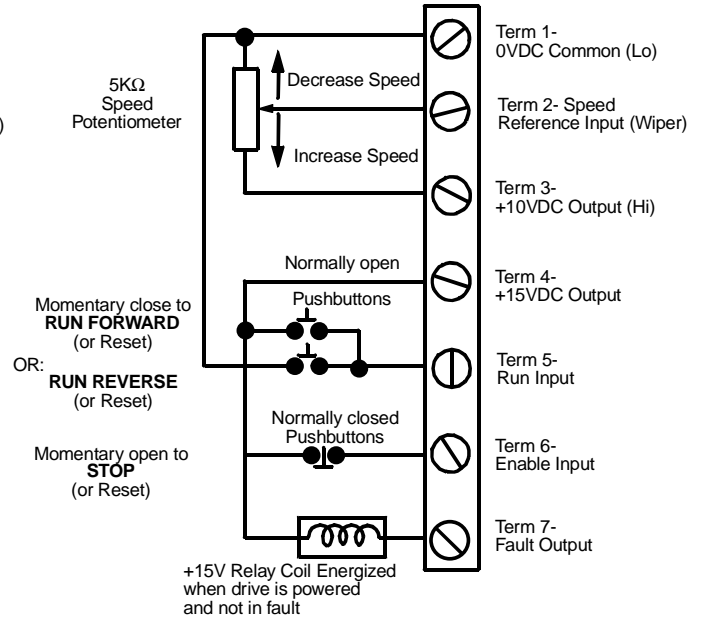 5KΩ
Speed
Potentiometer
)
Decrease Speed
Increase Speed
Term 1-
0VDC Common (Lo)
Term 2- Speed
Reference Input (Wiper)
Term 3-
+10VDC Output (Hi)
Normally open
Pushbuttons
Term 4-
+15VDC Output
Momentary close to
RUN FORWARD
(or Reset)
OR:
RUN REVERSE
(or Reset)
Term 5-
Run Input
Normally closed
Pushbuttons
Momentary open to
STOP
(or Reset)
Term 6-
Enable Input
Term 7-
Fault Output
+15V Relay Coil Energized
when drive is powered
and not in fault